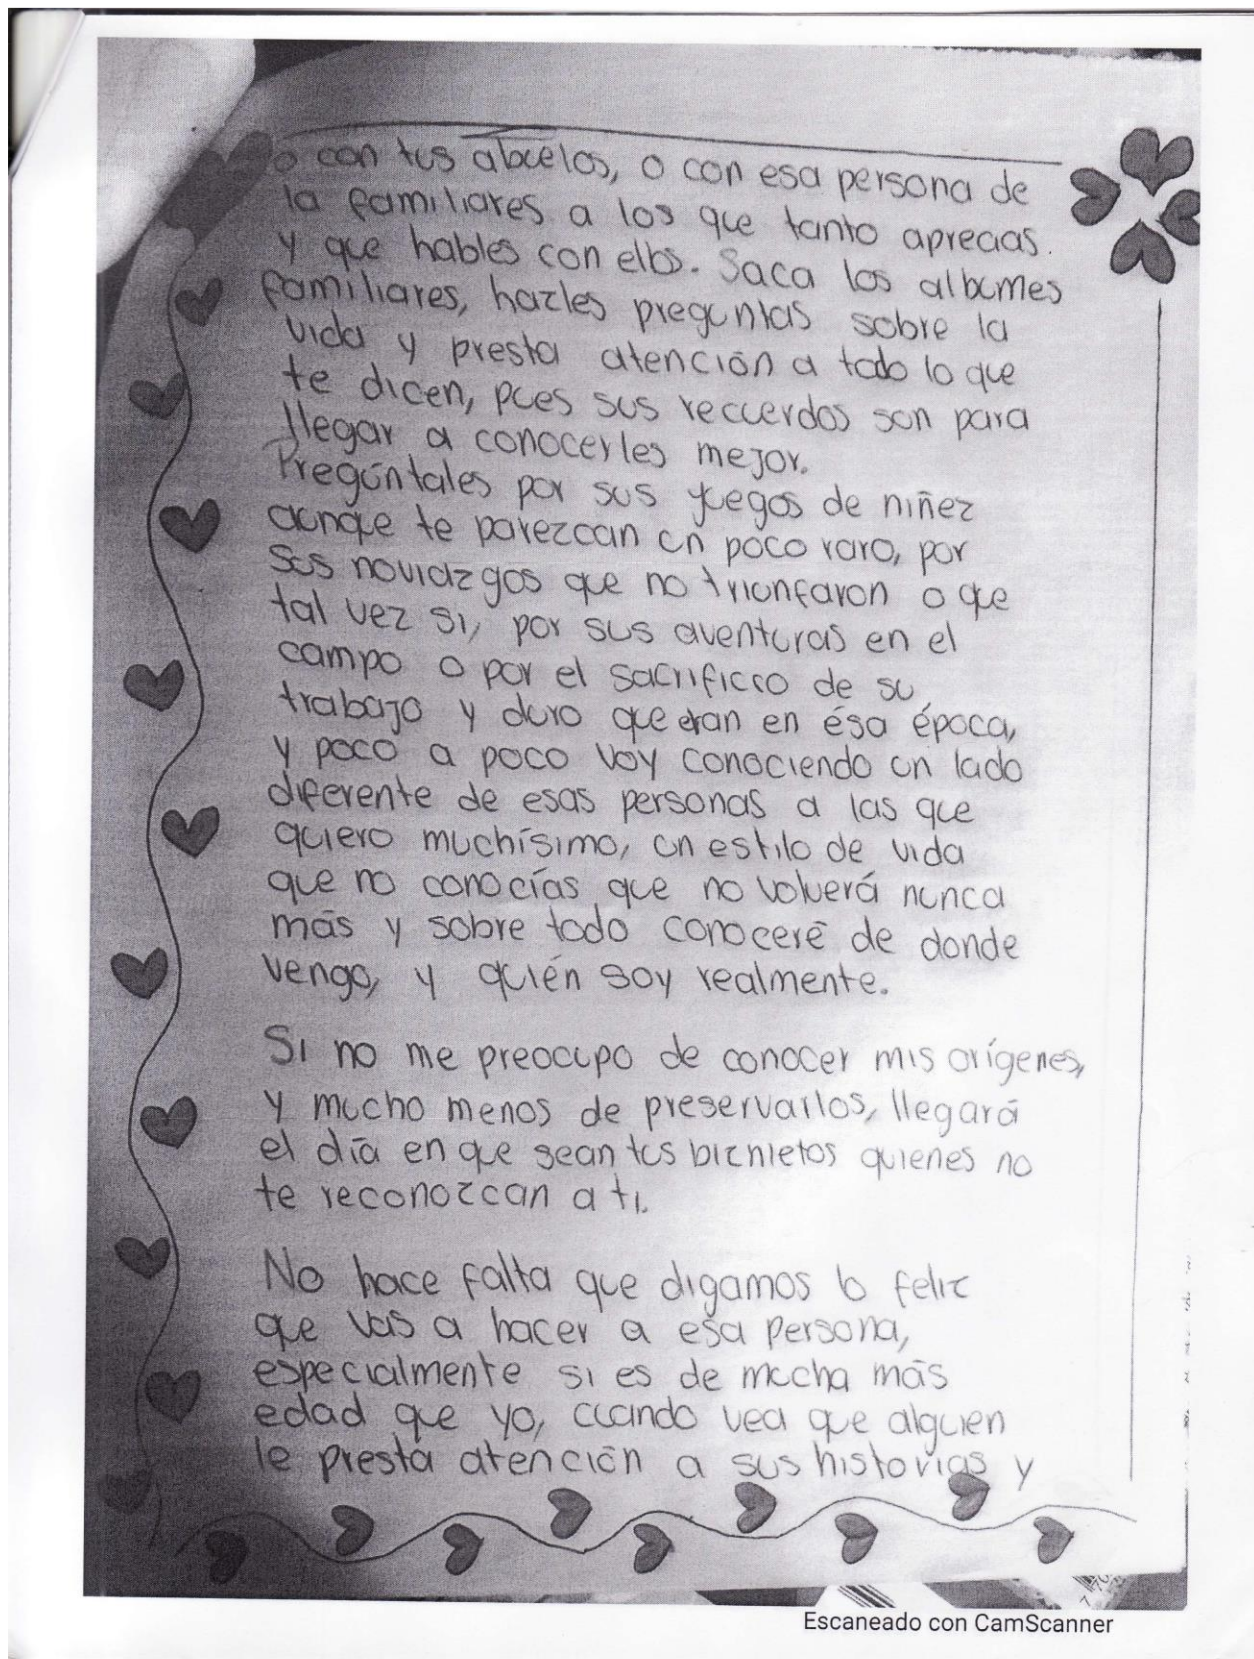 o con tus abuelos, o con esa persona de
la familiares a los que tanto aprecias.
y que hables con ellos. Saca los albumes
familiares, hazles preguntas sobre la
vida y presta atención a todo lo que
te dicen, pues sus recuerdos son para
llegar a conocerles mejor.
Pregúntales por sus juegos de niñez
aunque te parezcan un poco raro, por
sus noviazgos que no triunfaron o que
tal vez si, por sus aventuras en el
campo o por el sacrificio de su
trabajo y duro que eran en ésa época,
y poco a poco voy conociendo un lado
diferente de esas personas a las que
quiero muchísimo, un estilo de vida
que no conocías que no volverá nunca
más y sobre todo conoceré de donde
vengo, y quién soy realmente.
Si no me preocupo de conocer mis orígenes,
y mucho menos de preservarlos, llegará
el día en que sean tus biznietos quienes no
te reconozcan a ti.
No hace falta que digamos lo feliz
que vas a hacer a esa persona,
especialmente si es de mucha más
edad que yo, cuando vea que alguien
le presta atención a sus historias y
Escaneado con CamScanner